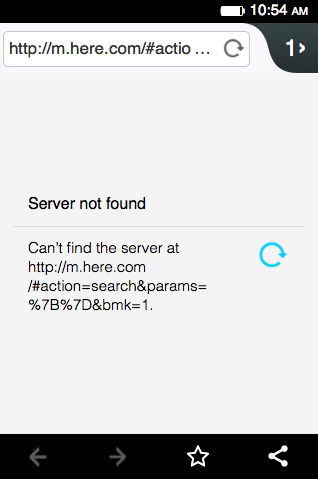 10:54 AM
http://m.here.com/#actio ...
1›
Server not found
Can't find the server at
http://m.here.com
/#action=search&params=
%7B%7D&bmk=1.